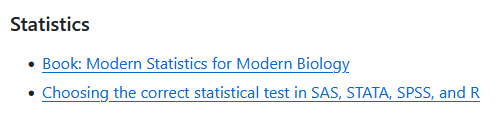 Statistics
Book: Modern Statistics for Modern Biology
Choosing the correct statistical test in SAS, STATA, SPSS, and R